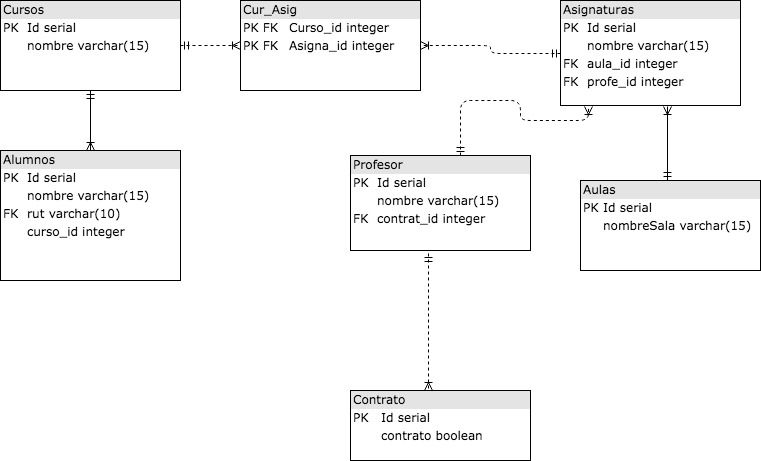 Cursos
PK Id serial
nombre varchar(15)
Cur_Asig
PK FK Curso_id integer
PK FK Asigna_id integer
Asignaturas
PK Id serial
nombre varchar(15)
FK aula_id integer
FK profe_id integer
Alumnos
PK Id serial
nombre varchar(15)
FK rut varchar(10)
curso_id integer
Profesor
PK Id serial
nombre varchar(15)
FK contrat_id integer
Aulas
PK Id serial
nombreSala varchar(15)
Contrato
PK Id serial
contrato boolean